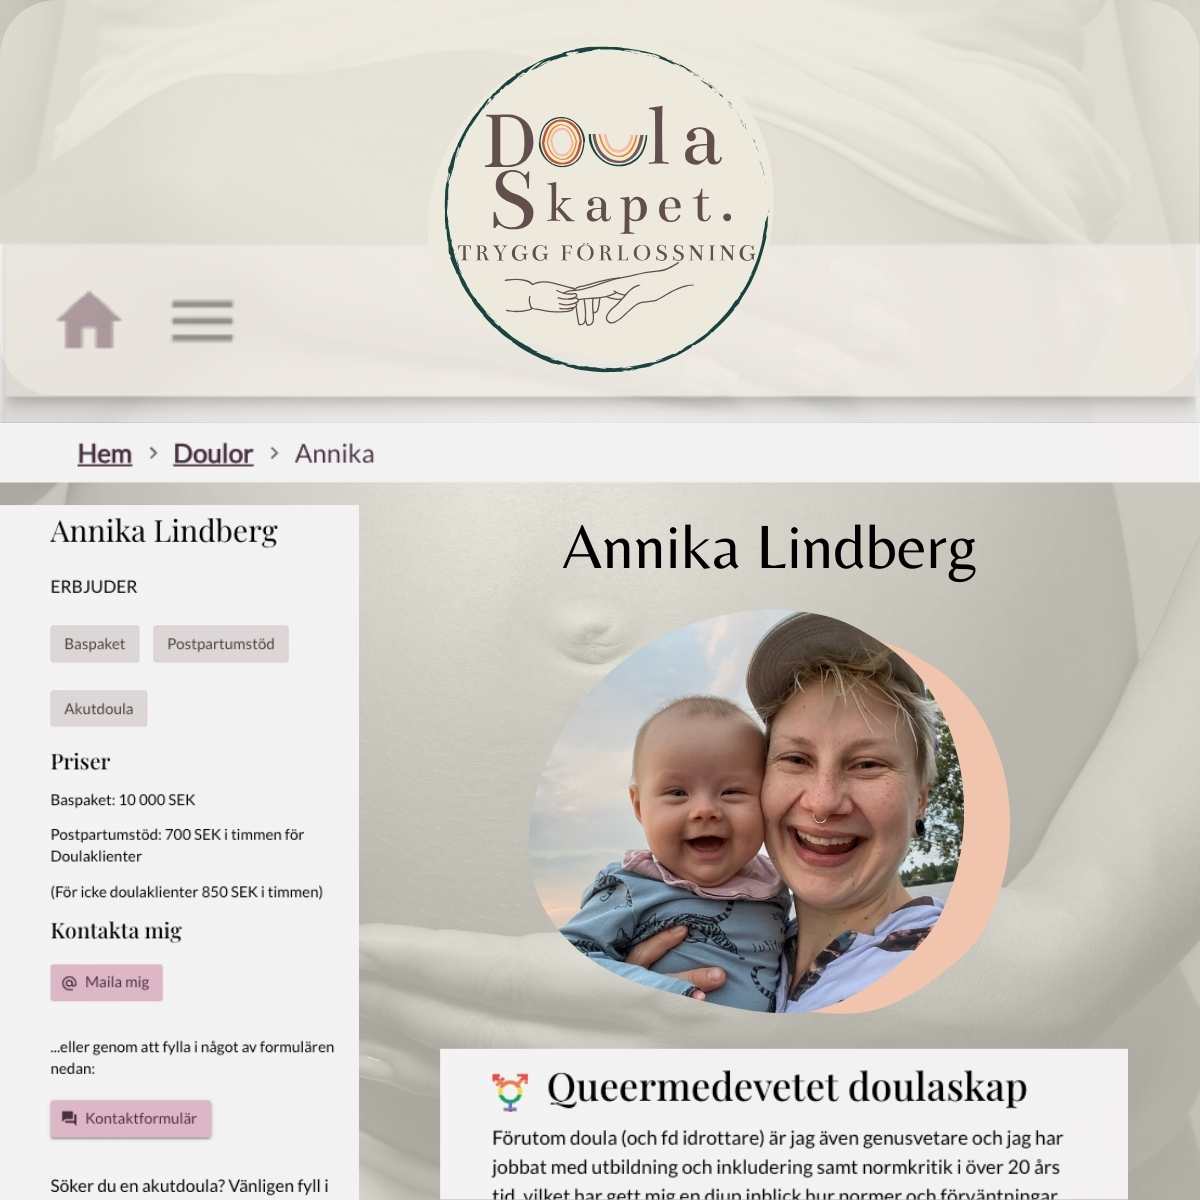 Doula
Skapet.
TRYGG FÖRLOSSNING
Hem > Doulor > Annika
Annika Lindberg
ERBJUDER
Baspaket Postpartumstöd
Akutdoula
Priser
Baspaket: 10 000 SEK
Postpartumstöd: 700 SEK i timmen för
Doulaklienter
(För icke doulaklienter 850 SEK i timmen)
Kontakta mig
@ Maila mig
...eller genom att fylla i något av formulären
nedan:
Kontaktformulär
Söker du en akutdoula? Vänligen fyll i
Annika Lindberg
Queermedevetet doulaskap
Förutom doula (och fd idrottare) är jag även genusvetare och jag har
jobbat med utbildning och inkludering samt normkritik i över 20 års
tid, vilket har gett mig en djup inblick hur normer och förväntningar